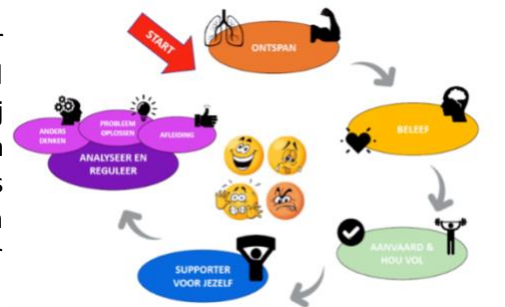 START
ONTSPAN
BELEEF
AANVAARD &
HOU VOL
SUPPORTER
VOOR JEZELF
ANALYSEER EN
REGULEER
ANDERS
DENKEN
PROBLEEM
OPLOSSEN
AFLEIDING